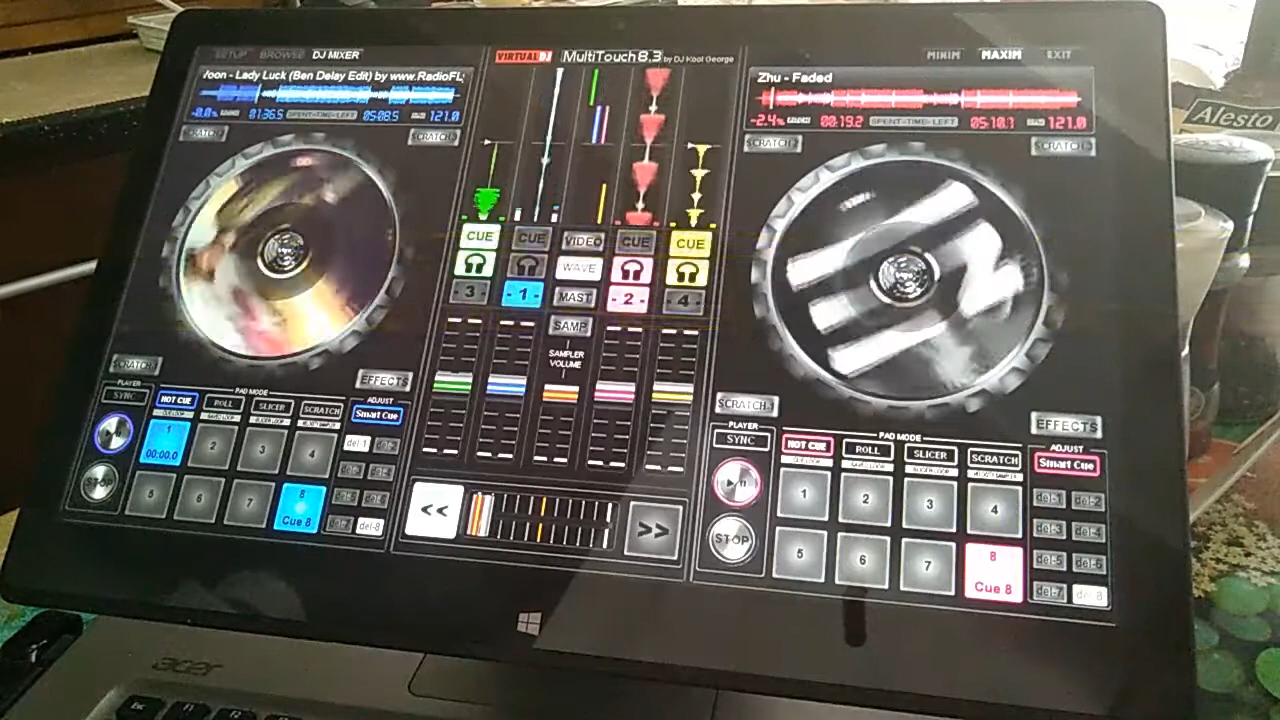 SETUP BROWSE DJ MIXER
VIRTUAL DJ MultiTouch 8.3 by DJ Kool George
MINIM MAXIM EXIT
oon - Lady Luck (Ben Delay Edit) by www.RadioFL
-0.0% 01:36.5 SPENT-TIME-LEFT 05:08.5 121.0
Zhu - Faded
-2.4% 00:19.2 SPENT-TIME-LEFT 05:10.1 121.0
SCRATCH
SCRATCH
SCRATCH-2
SCRATCH
Alesto
CUE CUE VIDEO CUE CUE
WAVE
- 3 - - 1 - MAST - 2 - - 4 -
SAMP
SAMPLER
VOLUME
SCRATCH
EFFECTS
PLAYER
SYNC
PAD MODE
HOT CUE ROLL SLICER SCRATCH
ADJUST
Smart Cue
1
00:00.0
2 3 4
del-1
STOP
5 6 7 8
Cue 8
del-8
<< >>
SCRATCH-1
EFFECTS
PLAYER
SYNC
PAD MODE
HOT CUE ROLL SLICER SCRATCH
ADJUST
Smart Cue
1 2 3 4
del-1 del-2
del-3 del-4
STOP
5 6 7 8
Cue 8
del-5 del-6
del-7 del-8
acer
Esc F1 F2